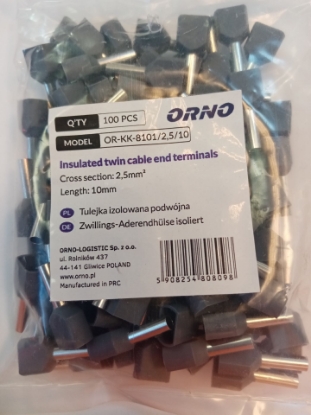 ORNO
Q'TY 100 PCS
MODEL OR-KK-8101/2,5/10
Insulated twin cable end terminals
Cross section: 2,5mm²
Length: 10mm
PL Tulejka izolowana podwójna
DE Zwillings-Aderendhülse isoliert
ORNO-LOGISTIC Sp. z o.o.
ul. Rolników 437
44-141 Gliwice POLAND
www.orno.pl
Manufactured in PRC
5 908254 808098